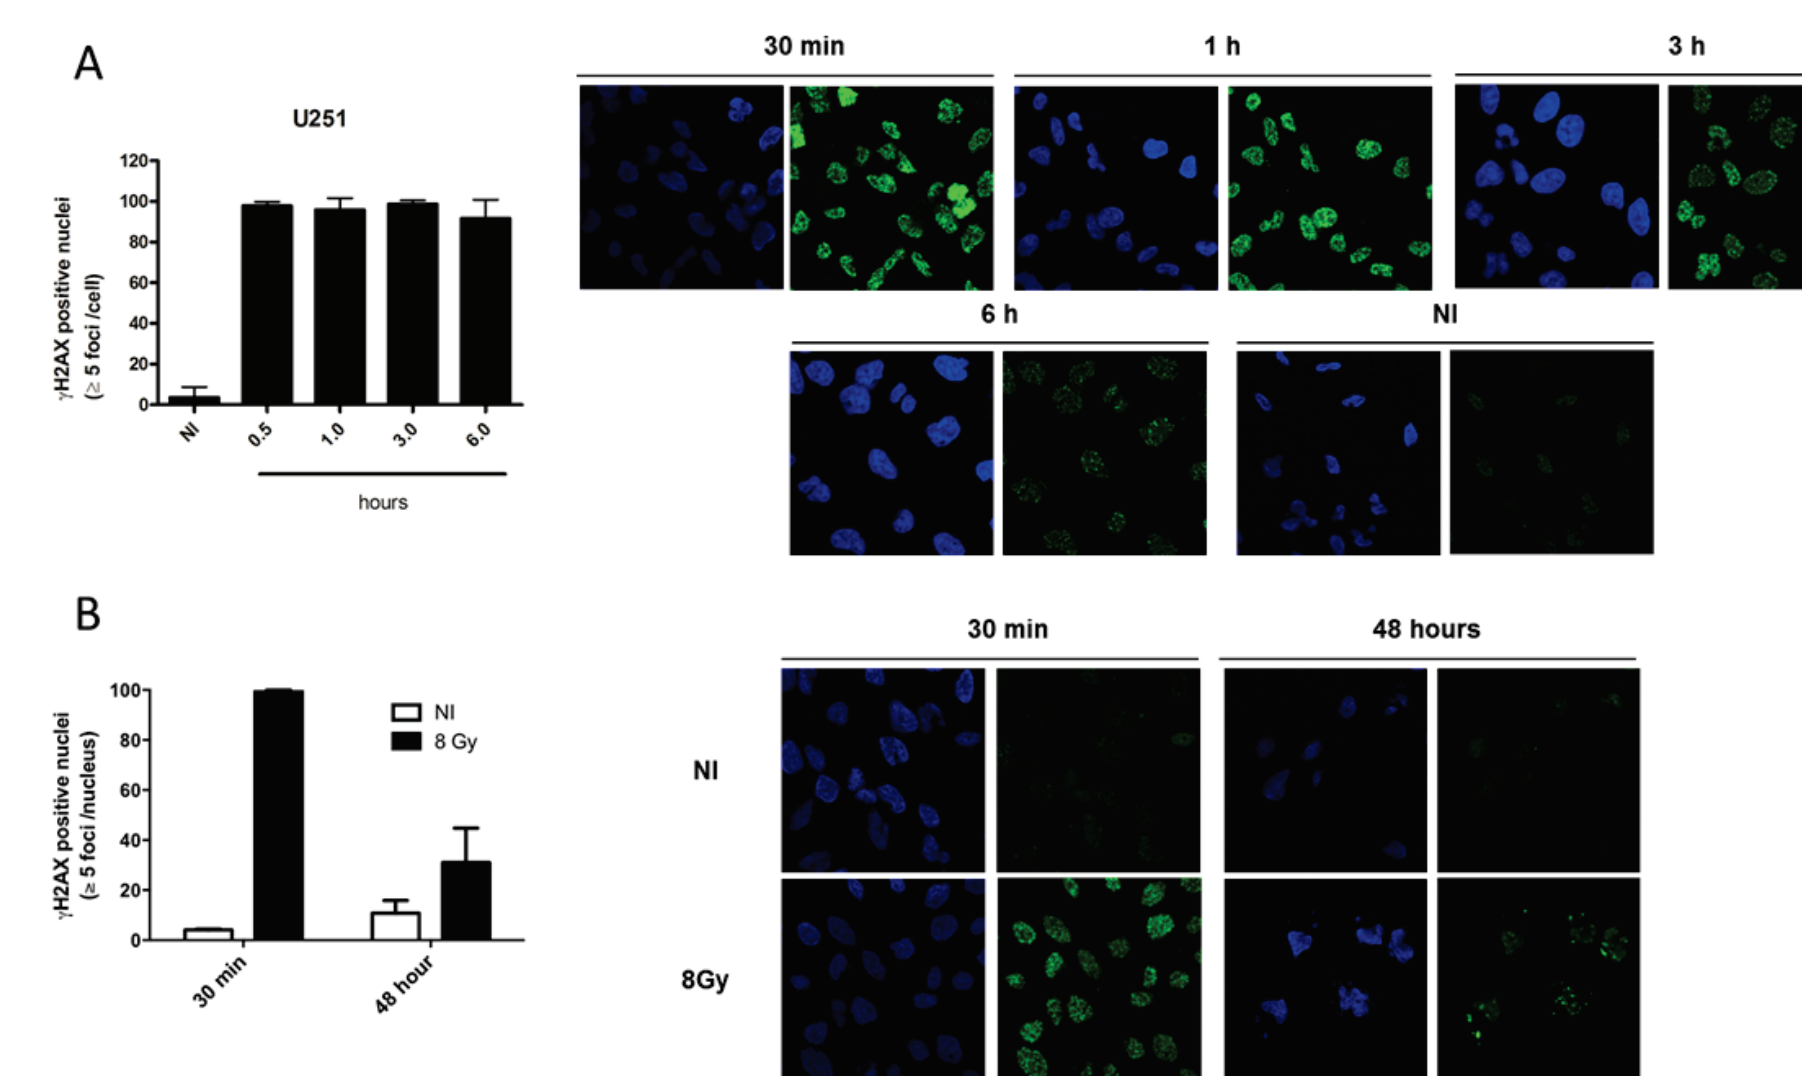 A
U251
γH2AX positive nuclei
(≥ 5 foci /cell)
120
100
80
60
40
20
0
NI
0.5
1.0
3.0
6.0
hours
30 min
1 h
3 h
6 h
NI
B
γH2AX positive nuclei
(≥ 5 foci /nucleus)
100
80
60
40
20
0
NI
8 Gy
30 min
48 hour
30 min
48 hours
NI
8Gy